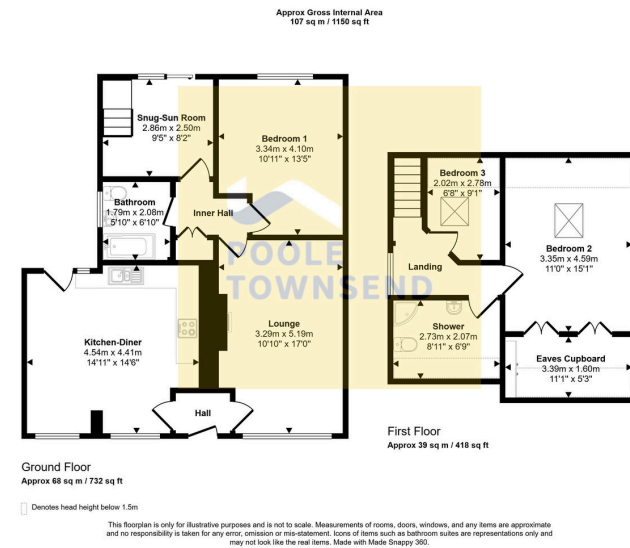 Approx Gross Internal Area
107 sq m / 1150 sq ft
Snug-Sun Room
2.86m x 2.50m
9'5" x 8'2"
Bedroom 1
3.34m x 4.10m
10'11" x 13'5"
Bathroom
1.79m x 2.08m
5'10" x 6'10"
Inner Hall
POOLE
TOWNSEND
Kitchen-Diner
4.54m x 4.41m
14'11" x 14'6"
Lounge
3.29m x 5.19m
10'10" x 17'0"
Hall
Ground Floor
Approx 68 sq m / 732 sq ft
Bedroom 3
2.02m x 2.78m
6'8" x 9'1"
Bedroom 2
3.35m x 4.59m
11'0" x 15'1"
Landing
Shower
2.73m x 2.07m
8'11" x 6'9"
Eaves Cupboard
3.39m x 1.60m
11'1" x 5'3"
First Floor
Approx 39 sq m / 418 sq ft
Denotes head height below 1.5m
This floorplan is only for illustrative purposes and is not to scale. Measurements of rooms, doors, windows, and any items are approximate
and no responsibility is taken for any error, omission or mis-statement. Icons of items such as bathroom suites are representations only and
may not look like the real items. Made with Made Snappy 360.